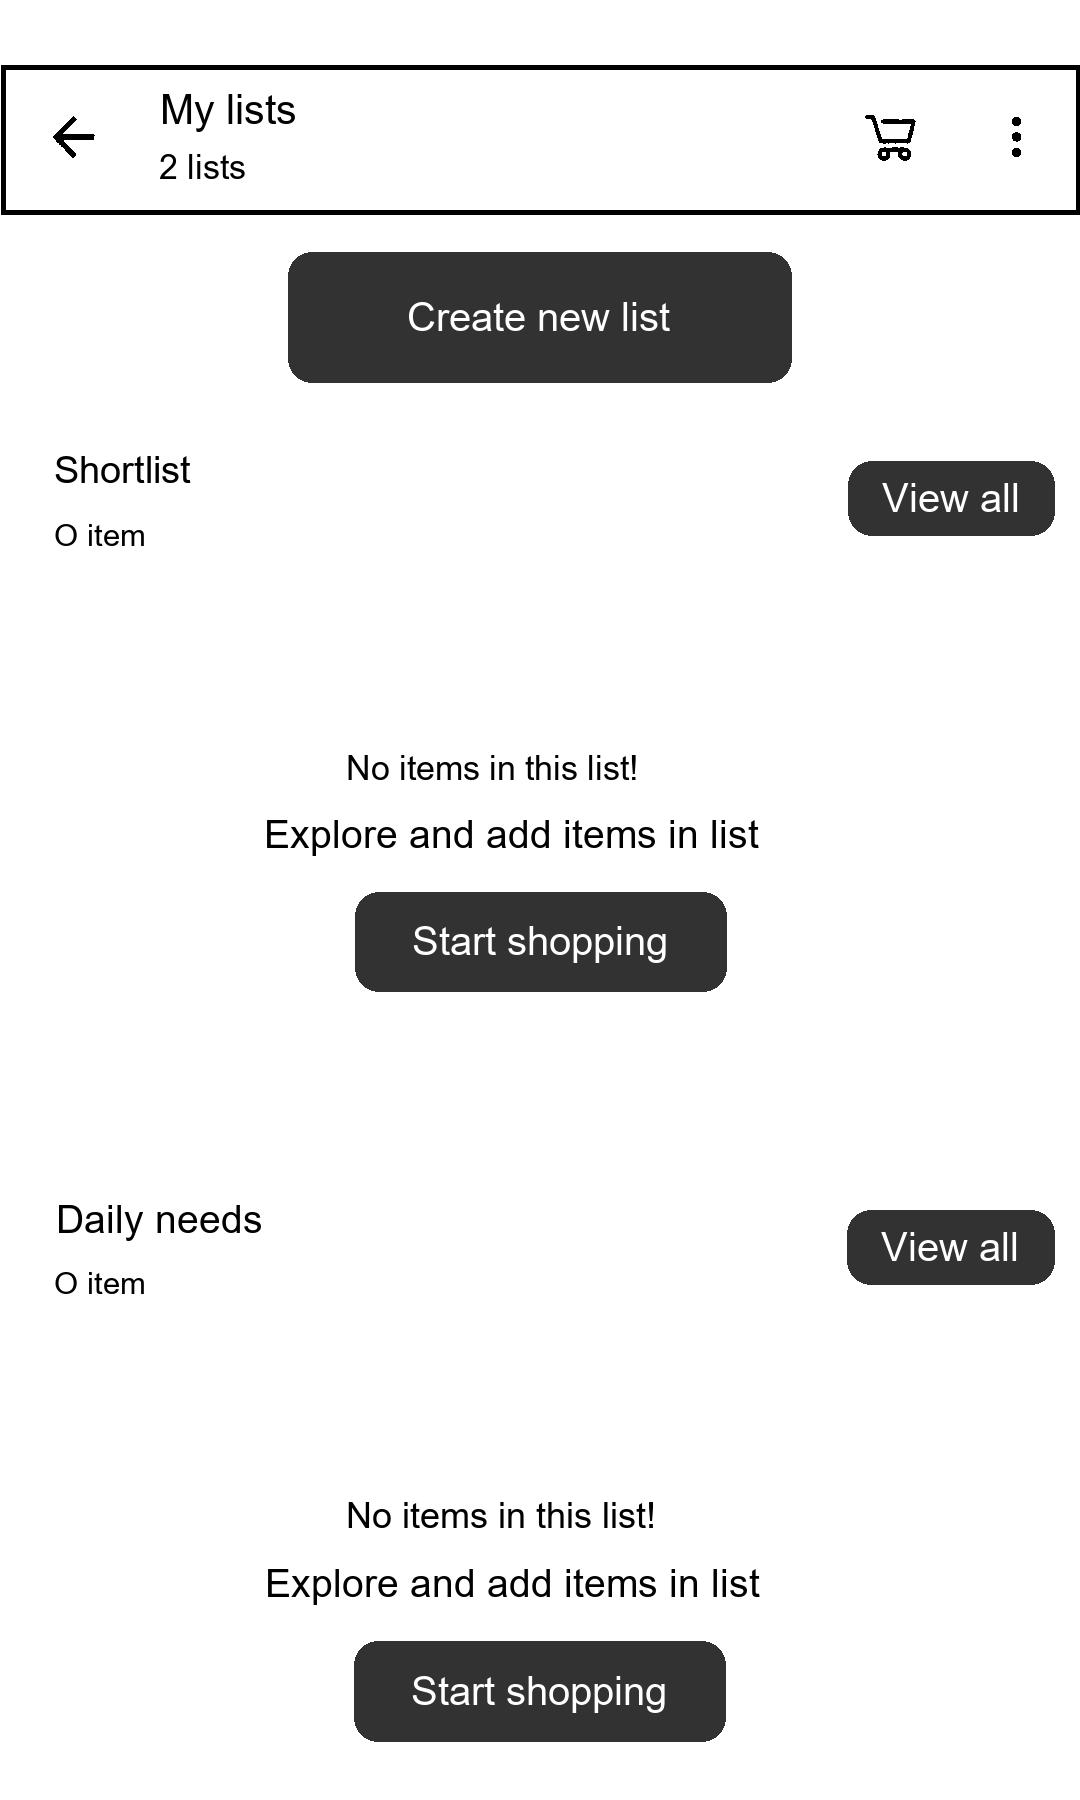 My lists
2 lists
Create new list
Shortlist
View all
O item
No items in this list!
Explore and add items in list
Start shopping
Daily needs
View all
O item
No items in this list!
Explore and add items in list
Start shopping